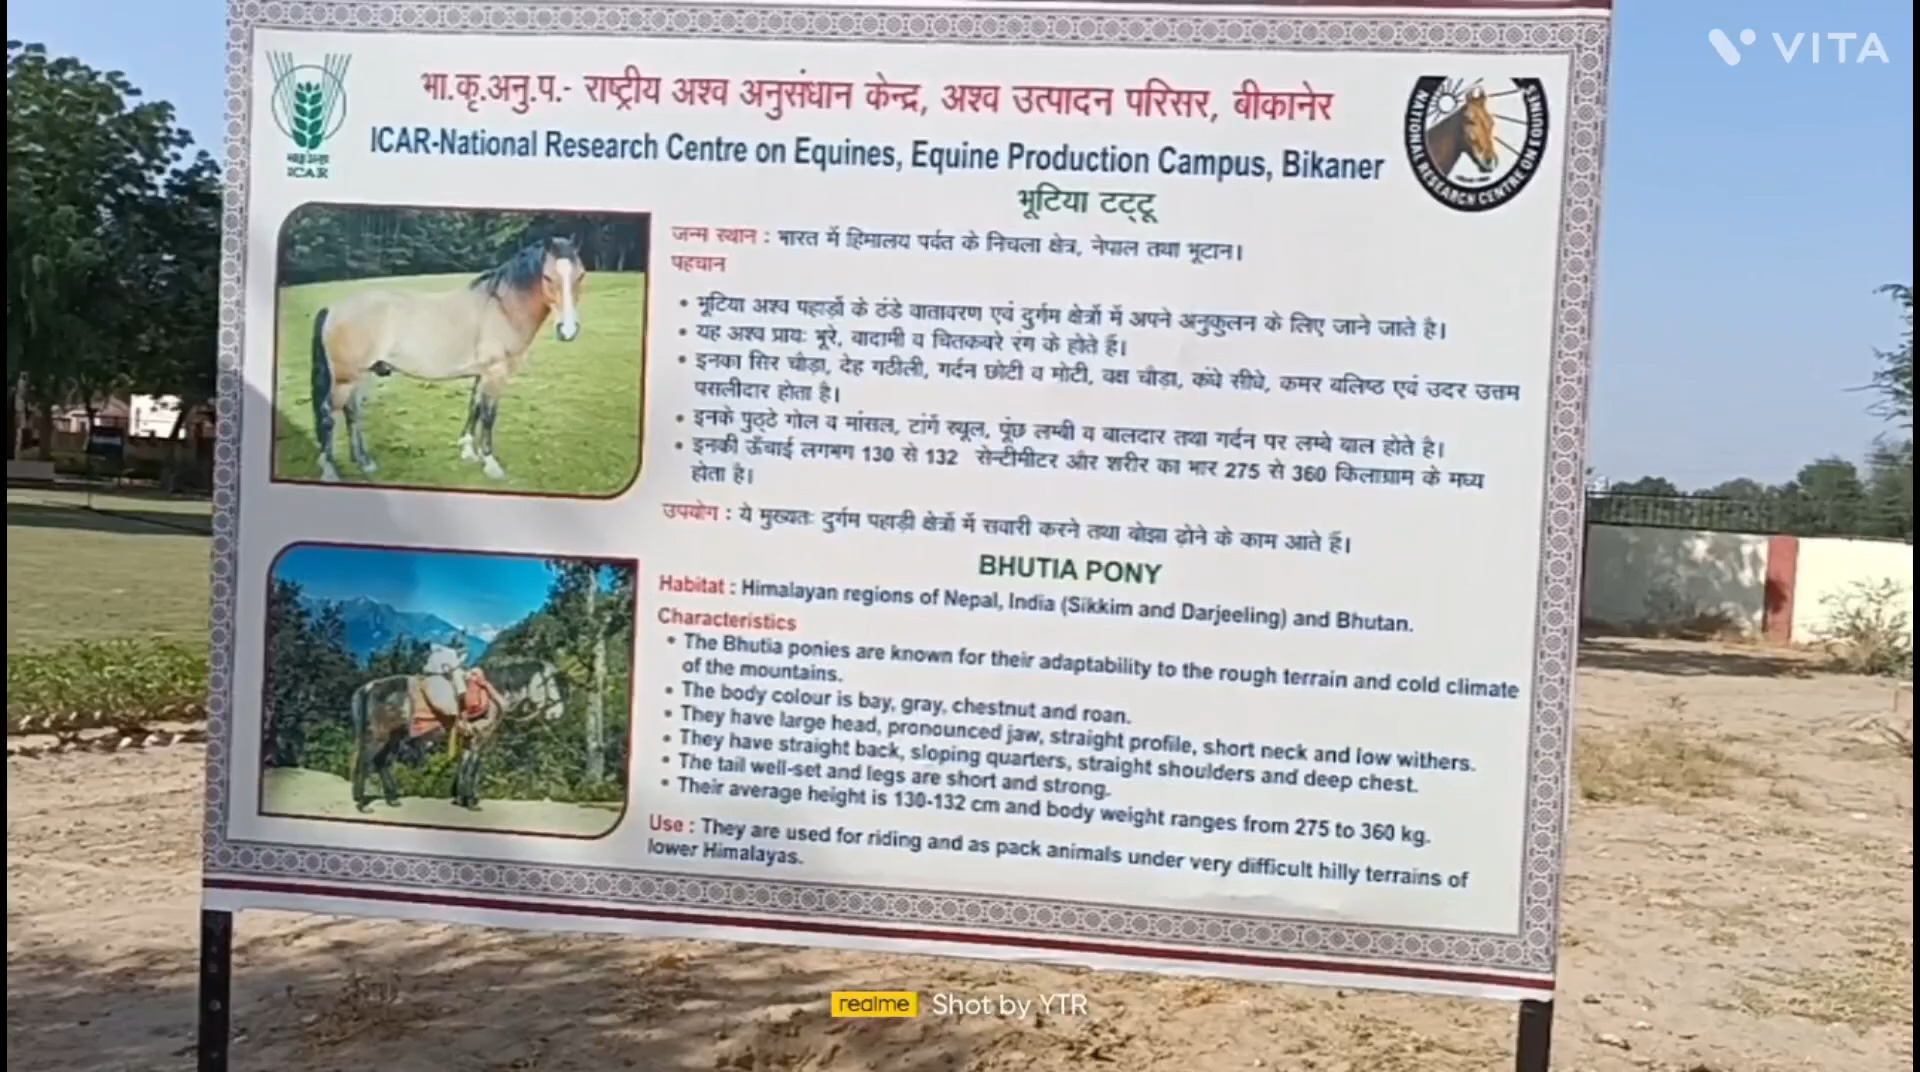 VITA
भा.कृ.अनु.प.- राष्ट्रीय अश्व अनुसंधान केन्द्र, अश्व उत्पादन परिसर, बीकानेर
ICAR-National Research Centre on Equines, Equine Production Campus, Bikaner
भाकृअनुप
ICAR
NATIONAL RESEARCH CENTRE ON EQUINES
भूटिया टट्टू
जन्म स्थान : भारत में हिमालय पर्वत के निचला क्षेत्र, नेपाल तथा भूटान।
पहचान
• भूटिया अश्व पहाड़ों के ठंडे वातावरण एवं दुर्गम क्षेत्रों में अपने अनुकुलन के लिए जाने जाते है।
• यह अश्व प्रायः भूरे, बादामी व चितकबरे रंग के होते हैं।
• इनका सिर चौड़ा, देह गठीली, गर्दन छोटी व मोटी, वक्ष चौड़ा, कंधे सीधे, कमर बलिष्ठ एवं उदर उत्तम
पसलीदार होता है।
• इनके पुठ्ठे गोल व मांसल, टांगें स्थूल, पूंछ लम्बी व बालदार तथा गर्दन पर लम्बे बाल होते है।
• इनकी ऊँचाई लगभग 130 से 132 सेन्टीमीटर और शरीर का भार 275 से 360 किलाग्राम के मध्य
होता है।
उपयोग : ये मुख्यतः दुर्गम पहाड़ी क्षेत्रों में सवारी करने तथा बोझा ढ़ोने के काम आते हैं।
BHUTIA PONY
Habitat : Himalayan regions of Nepal, India (Sikkim and Darjeeling) and Bhutan.
Characteristics
• The Bhutia ponies are known for their adaptability to the rough terrain and cold climate
of the mountains.
• The body colour is bay, gray, chestnut and roan.
• They have large head, pronounced jaw, straight profile, short neck and low withers.
• They have straight back, sloping quarters, straight shoulders and deep chest.
• The tail well-set and legs are short and strong.
• Their average height is 130-132 cm and body weight ranges from 275 to 360 kg.
Use : They are used for riding and as pack animals under very difficult hilly terrains of
lower Himalayas.
realme Shot by YTR